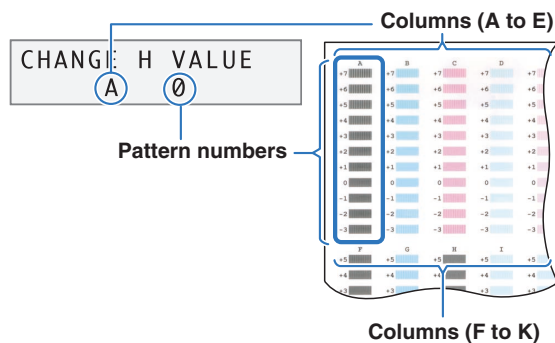 Columns (A to E)
CHANGE H VALUE
A 0
Pattern numbers
A B C D
+7 +7 +7 +7 +7
+6 +6 +6 +6 +6
+5 +5 +5 +5 +5
+4 +4 +4 +4 +4
+3 +3 +3 +3 +3
+2 +2 +2 +2 +2
+1 +1 +1 +1 +1
0 0 0 0 0
-1 -1 -1 -1 -1
-2 -2 -2 -2 -2
-3 -3 -3 -3 -3
F G H I
+5 +5 +5 +5 +5
+4 +4 +4 +4 +4
+3 +3 +3
Columns (F to K)